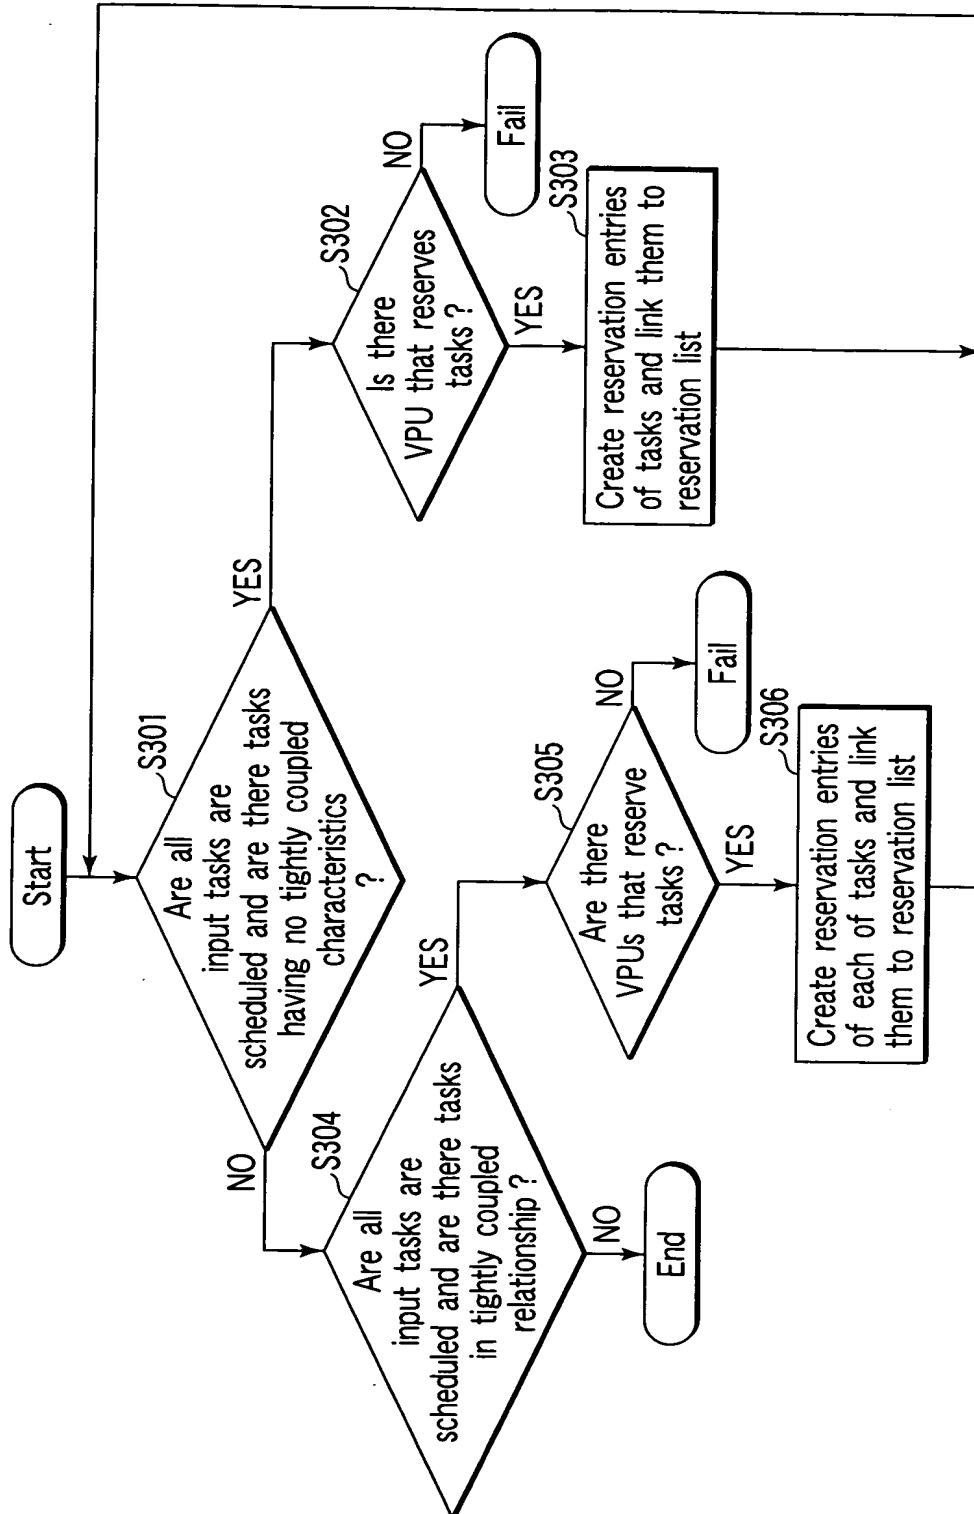 Start
S301
Are all
input tasks are
scheduled and are there tasks
having no tightly coupled
characteristics
?
YES
NO
S302
Is there
VPU that reserves
tasks ?
NO
Fail
YES
S303
Create reservation entries
of tasks and link them to
reservation list
S304
Are all
input tasks are
scheduled and are there tasks
in tightly coupled
relationship ?
YES
NO
End
S305
Are there
VPUs that reserve
tasks ?
NO
Fail
YES
S306
Create reservation entries
of each of tasks and link
them to reservation list